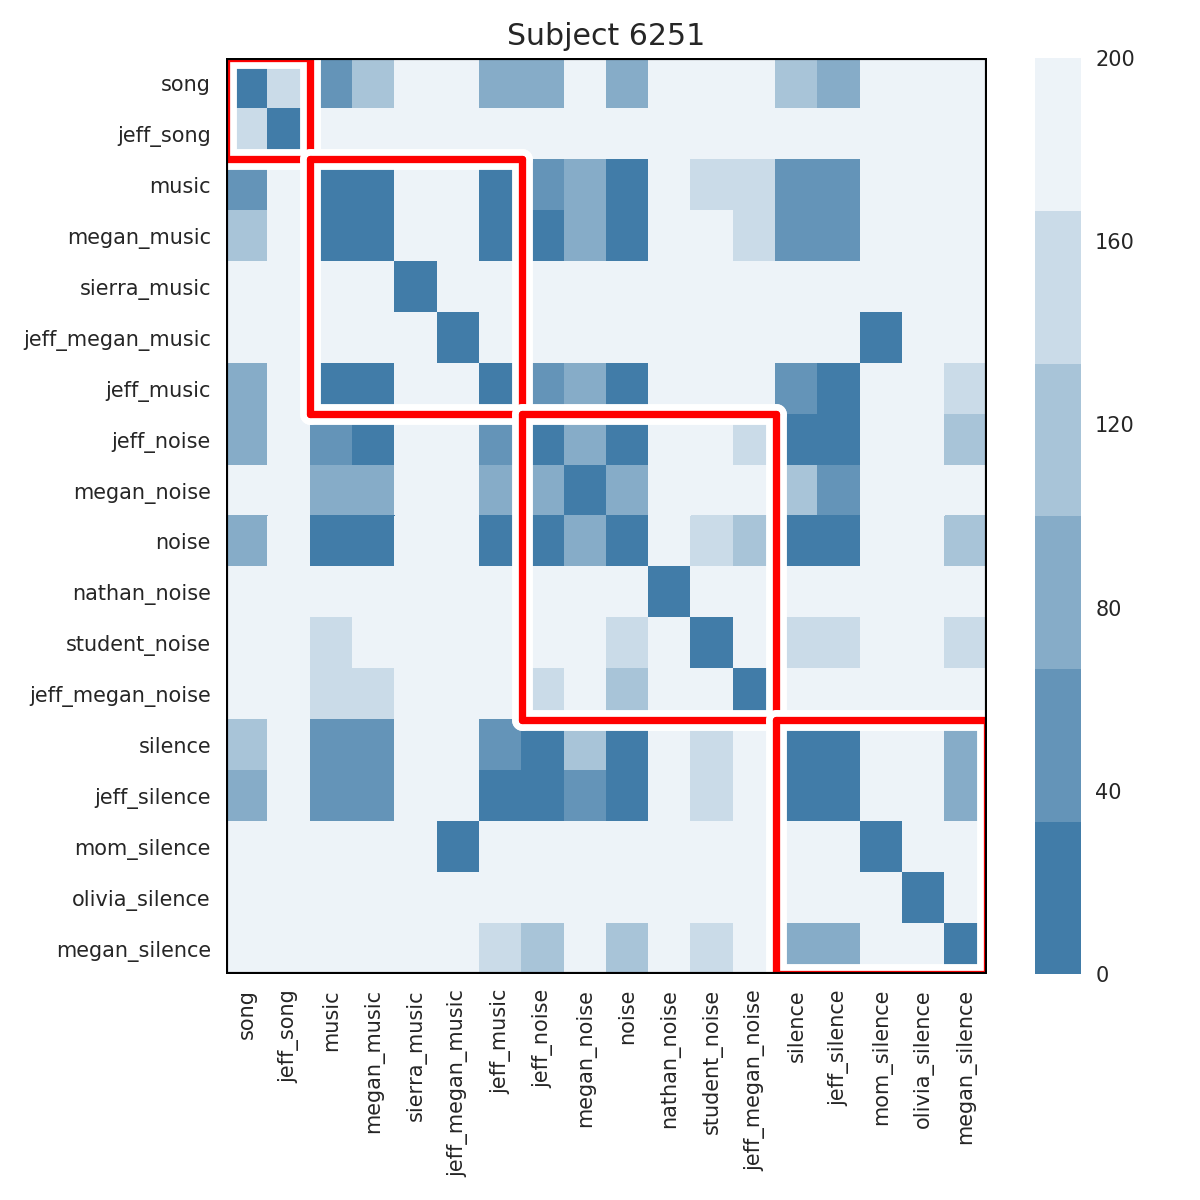 Subject 6251
song
jeff_song
music
megan_music
sierra_music
jeff_megan_music
jeff_music
jeff_noise
megan_noise
noise
nathan_noise
student_noise
jeff_megan_noise
silence
jeff_silence
mom_silence
olivia_silence
megan_silence
200
160
120
80
40
0
song
jeff_song
music
megan_music
sierra_music
jeff_megan_music
jeff_music
jeff_noise
megan_noise
noise
nathan_noise
student_noise
jeff_megan_noise
silence
jeff_silence
mom_silence
olivia_silence
megan_silence